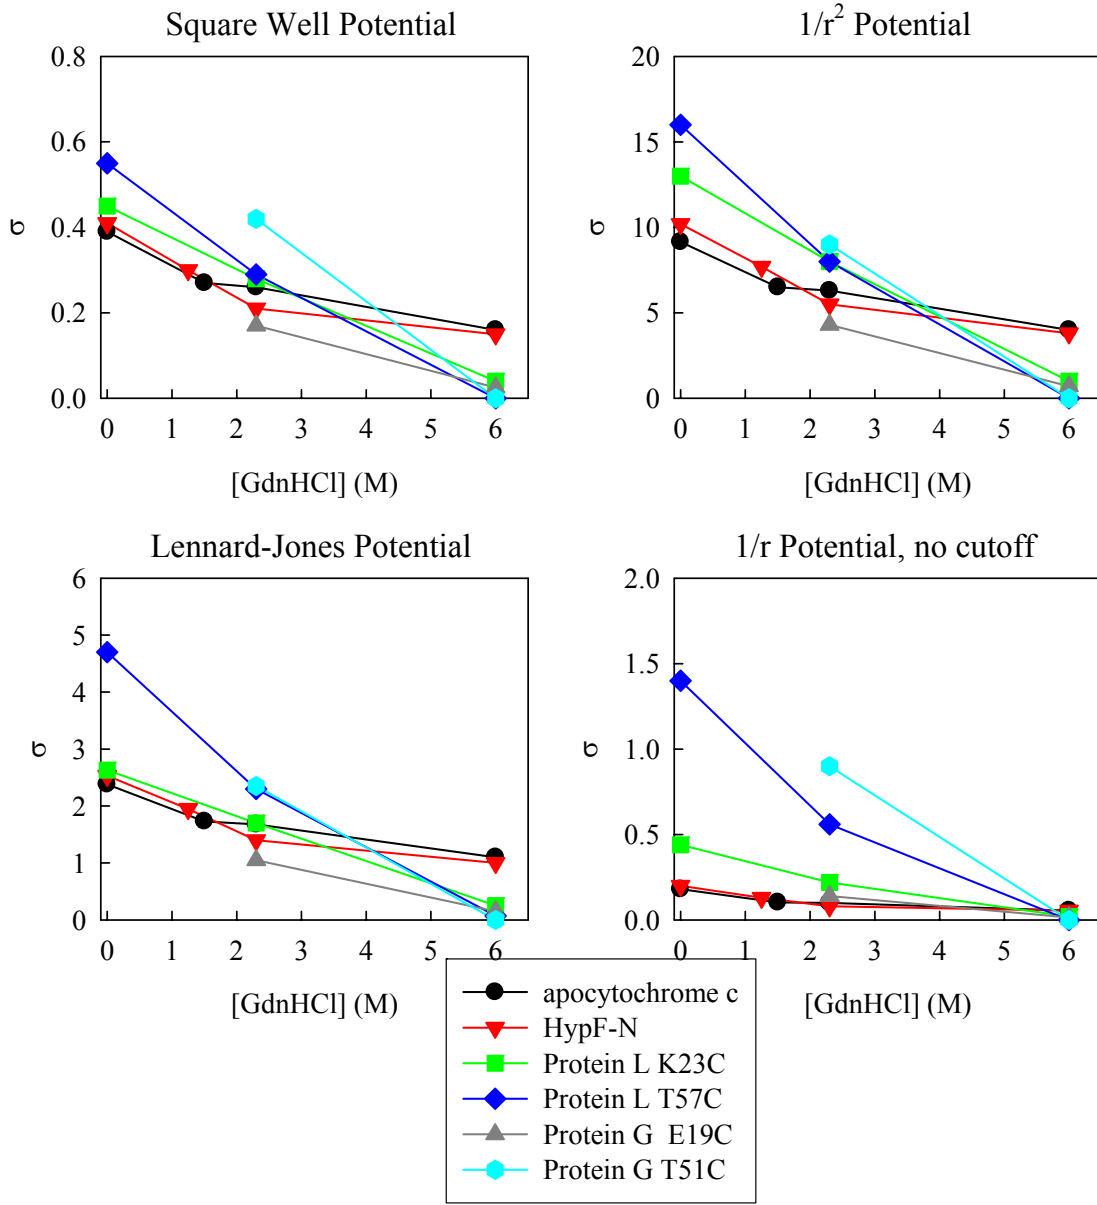 Square Well Potential
0.8
0.6
0.4
0.2
0.0
σ
0 1 2 3 4 5 6
[GdnHCl] (M)
1/r² Potential
20
15
10
5
0
σ
0 1 2 3 4 5 6
[GdnHCl] (M)
Lennard-Jones Potential
6
5
4
3
2
1
0
σ
0 1 2 3 4 5 6
[GdnHCl] (M)
1/r Potential, no cutoff
2.0
1.5
1.0
0.5
0.0
σ
0 1 2 3 4 5 6
[GdnHCl] (M)
apocytochrome c
HypF-N
Protein L K23C
Protein L T57C
Protein G E19C
Protein G T51C